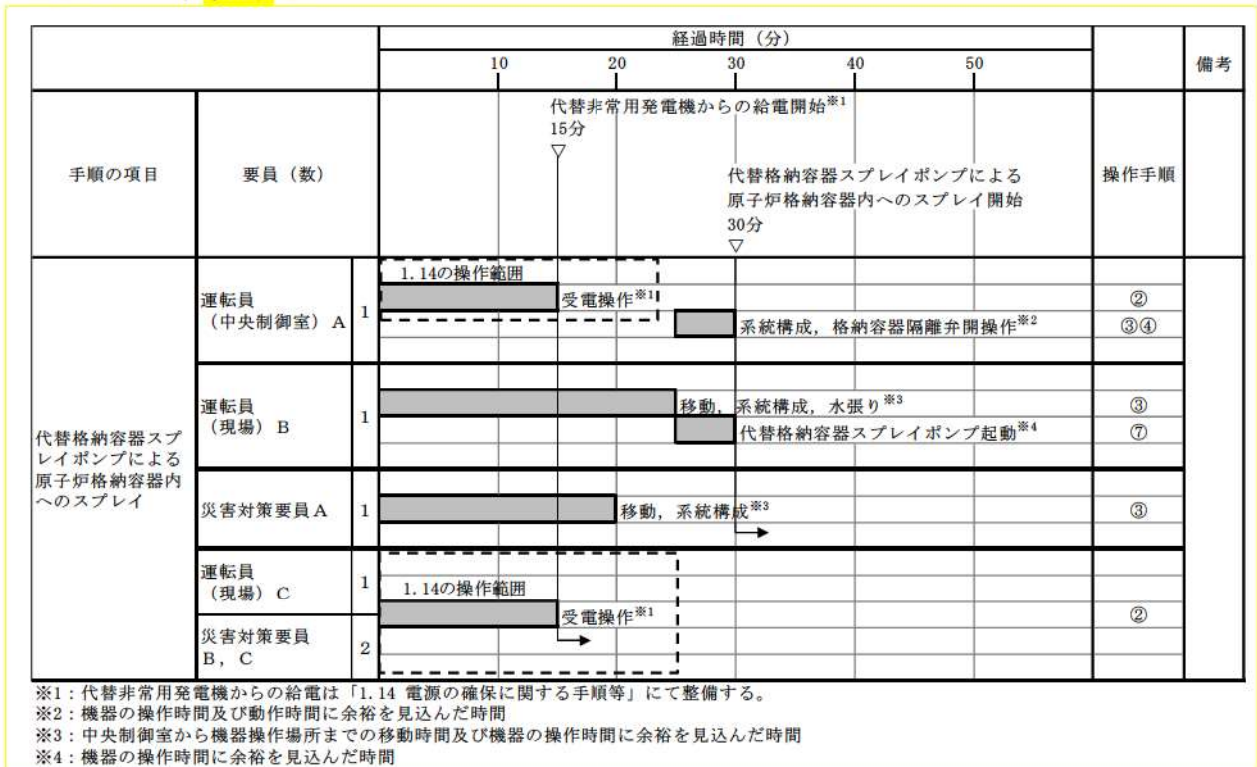 経過時間（分）
備考
10 20 30 40 50
代替非常用発電機からの給電開始※1
15分
▽
手順の項目
要員（数）
操作手順
代替格納容器スプレイポンプによる
原子炉格納容器内へのスプレイ開始
30分
▽
代替格納容器スプ
レイポンプによる
原子炉格納容器内
へのスプレイ
運転員
（中央制御室）A
1
1.14の操作範囲
受電操作※1
②
系統構成，格納容器隔離弁開操作※2
③④
運転員
（現場）B
1
移動，系統構成，水張り※3
③
代替格納容器スプレイポンプ起動※4
⑦
災害対策要員A
1
移動，系統構成※3
③
運転員
（現場）C
1
1.14の操作範囲
受電操作※1
②
災害対策要員
B，C
2
※1：代替非常用発電機からの給電は「1.14 電源の確保に関する手順等」にて整備する。
※2：機器の操作時間及び動作時間に余裕を見込んだ時間
※3：中央制御室から機器操作場所までの移動時間及び機器の操作時間に余裕を見込んだ時間
※4：機器の操作時間に余裕を見込んだ時間